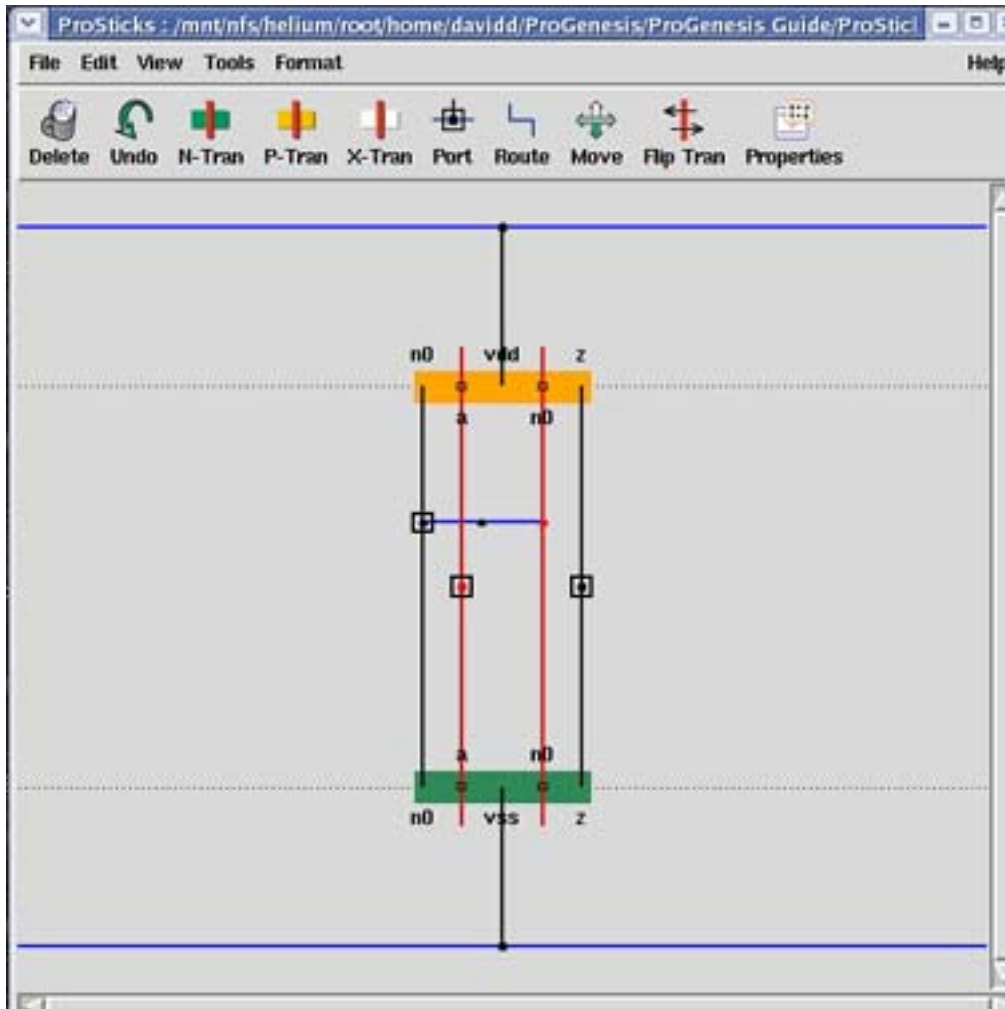 ProSticks : /mnt/nfs/helium/root/home/davidd/ProGenesis/ProGenesis Guide/ProStic
File Edit View Tools Format Help
Delete Undo N-Tran P-Tran X-Tran Port Route Move Flip Tran Properties
n0 vdd z
a n0
a n0
n0 vss z